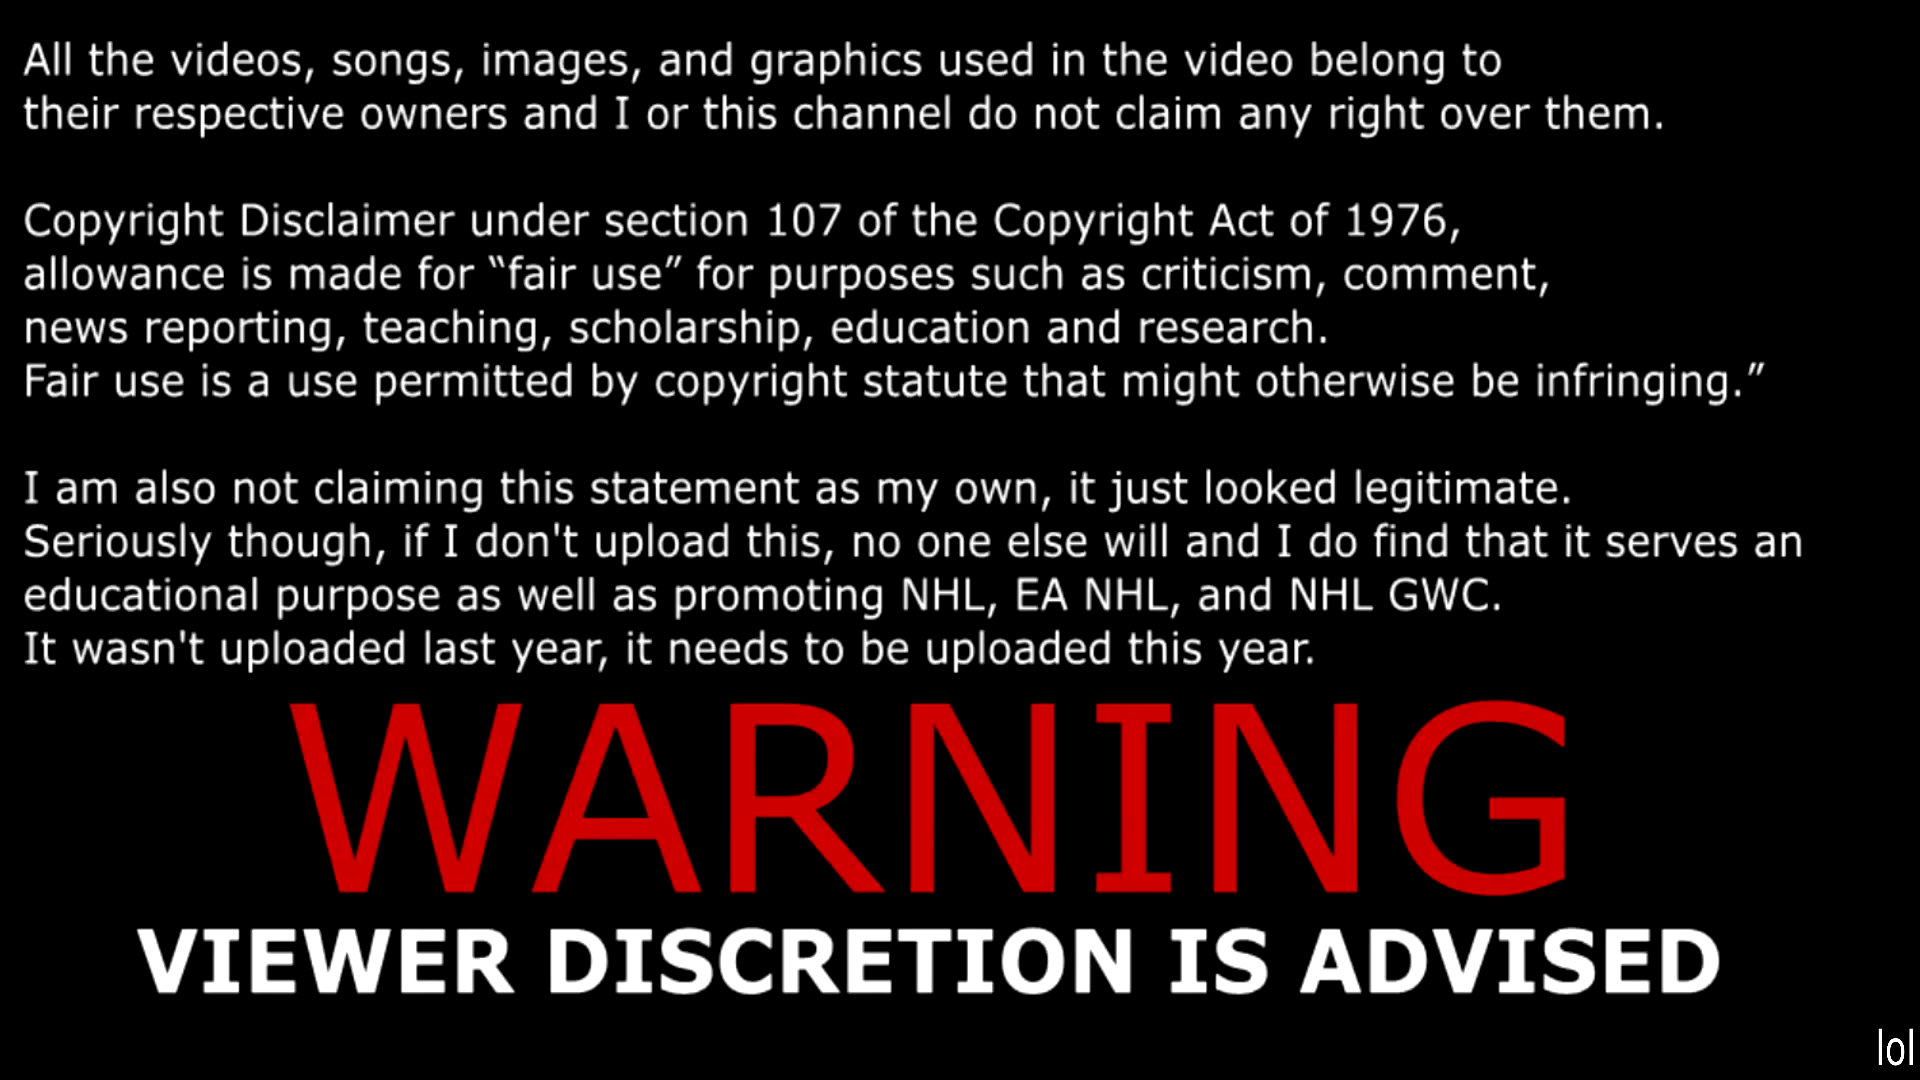 All the videos, songs, images, and graphics used in the video belong to
their respective owners and I or this channel do not claim any right over them.
Copyright Disclaimer under section 107 of the Copyright Act of 1976,
allowance is made for “fair use” for purposes such as criticism, comment,
news reporting, teaching, scholarship, education and research.
Fair use is a use permitted by copyright statute that might otherwise be infringing.”
I am also not claiming this statement as my own, it just looked legitimate.
Seriously though, if I don't upload this, no one else will and I do find that it serves an
educational purpose as well as promoting NHL, EA NHL, and NHL GWC.
It wasn't uploaded last year, it needs to be uploaded this year.
WARNING
VIEWER DISCRETION IS ADVISED
lol